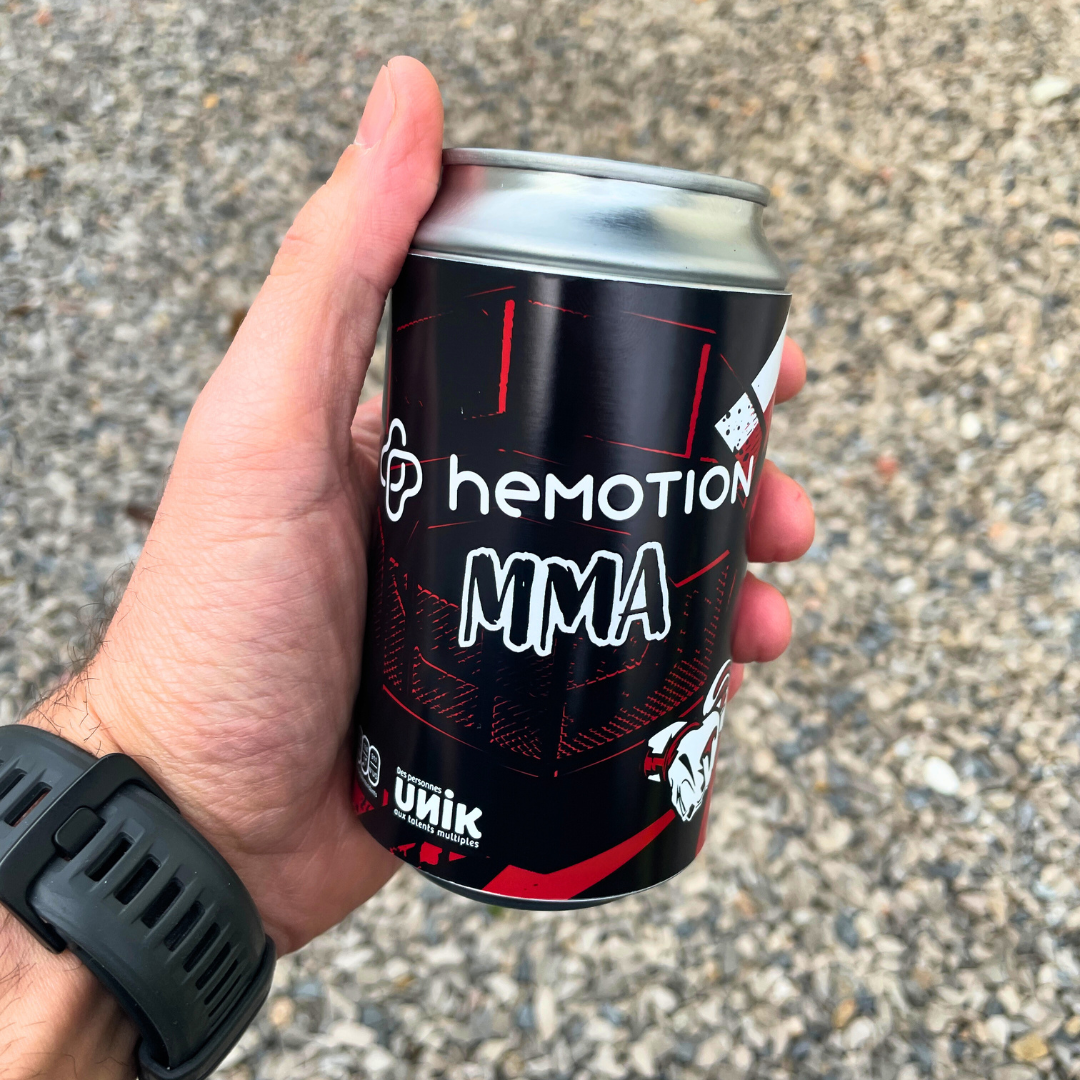 heMOTION
MMA
Des personnes
UNIK
aux talents multiples